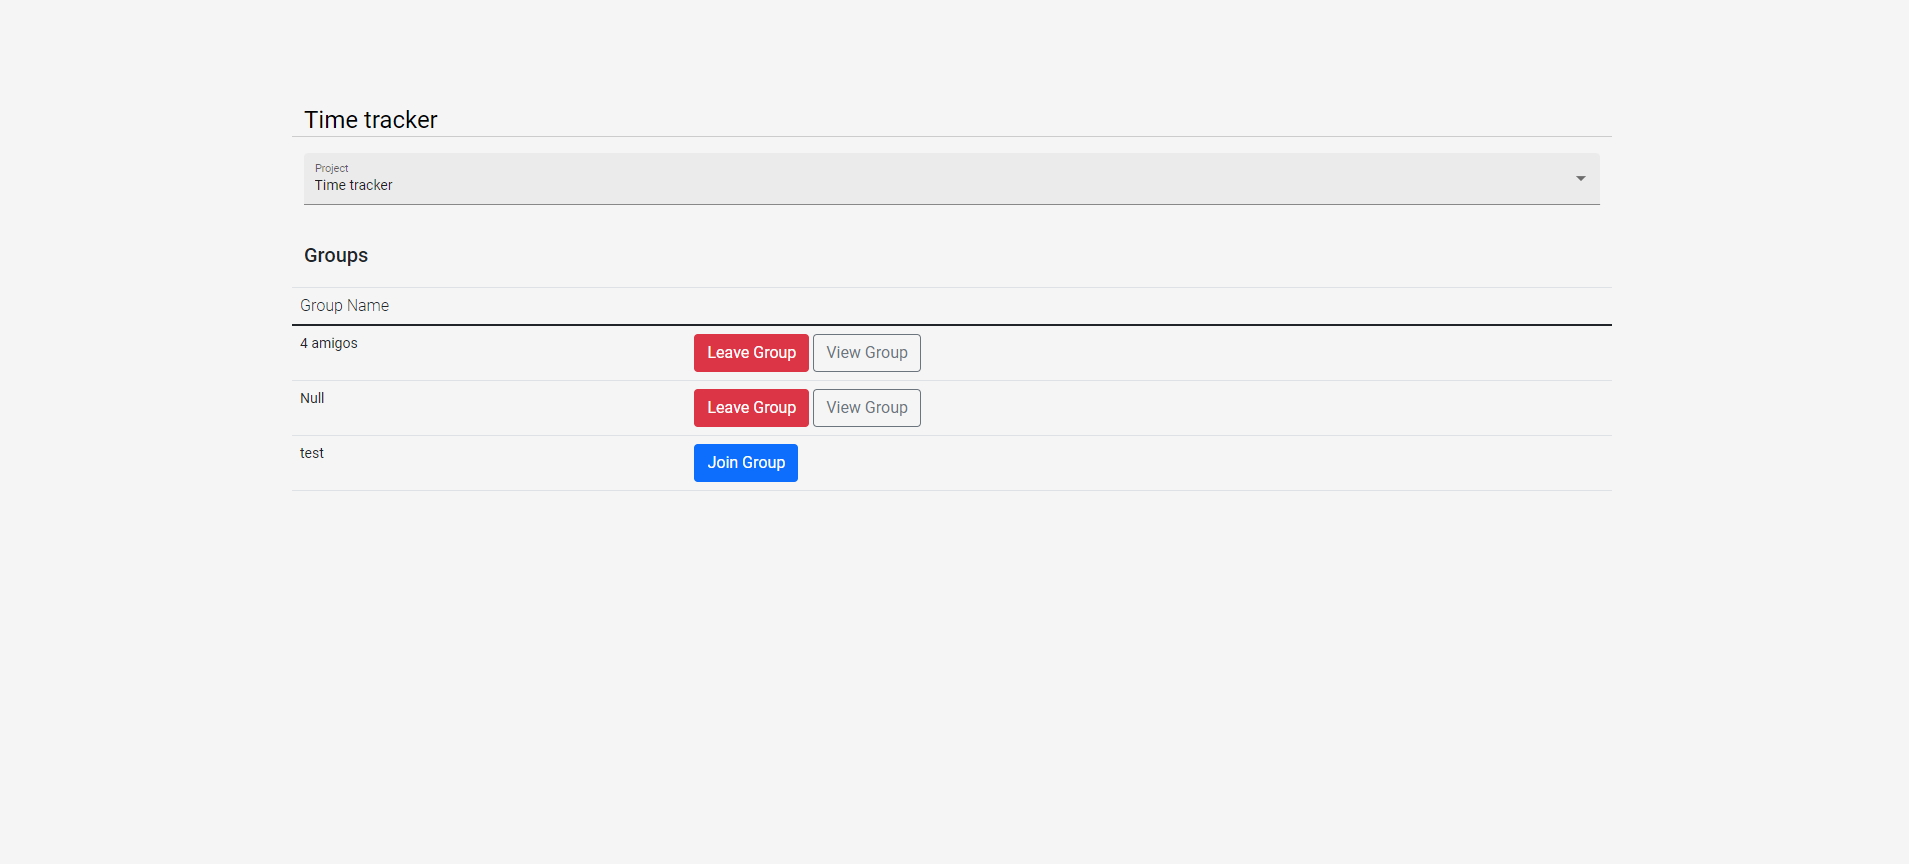 Time tracker
Project
Time tracker
Groups
Group Name
4 amigos Leave Group View Group
Null Leave Group View Group
test Join Group